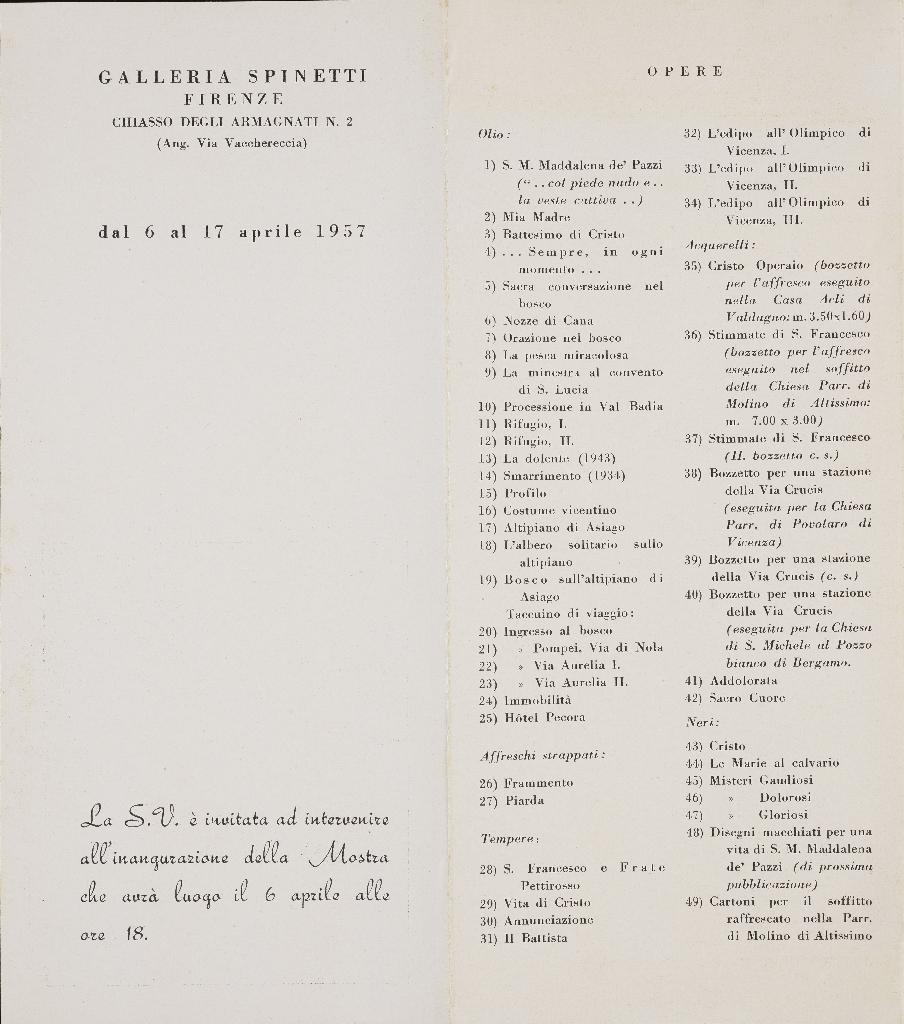 GALLERIA SPINETTI
FIRENZE
CHIASSO DEGLI ARMAGNATI N. 2
(Ang. Via Vacchereccia)
dal 6 al 17 aprile 1957
La S.V. è invitata ad intervenire
all'inaugurazione della Mostra
che avrà luogo il 6 aprile alle
ore 18.
OPERE
Olio:
1) S. M. Maddalena de' Pazzi
(“ . . col piede nudo e . .
la veste cattiva . .)
2) Mia Madre
3) Battesimo di Cristo
4) . . . Sempre, in ogni
momento . . .
5) Sacra conversazione nel
bosco
6) Nozze di Cana
7) Orazione nel bosco
8) La pesca miracolosa
9) La minestra al convento
di S. Lucia
10) Processione in Val Badia
11) Rifugio, I.
12) Rifugio, II.
13) La dolente (1943)
14) Smarrimento (1934)
15) Profilo
16) Costume vicentino
17) Altipiano di Asiago
18) L'albero solitario sullo
altipiano
19) Bosco sull'altipiano di
Asiago
Taccuino di viaggio:
20) Ingresso al bosco
21) » Pompei, Via di Nola
22) » Via Aurelia I.
23) » Via Aurelia II.
24) Immobilità
25) Hôtel Pecora
Affreschi strappati:
26) Frammento
27) Piarda
Tempere:
28) S. Francesco e Frate
Pettirosso
29) Vita di Cristo
30) Annunciazione
31) Il Battista
32) L'edipo all'Olimpico di
Vicenza, I.
33) L'edipo all'Olimpico di
Vicenza, II.
34) L'edipo all'Olimpico di
Vicenza, III.
Acquerelli:
35) Cristo Operaio (bozzetto
per l'affresco eseguito
nella Casa Acli di
Valdagno: m. 3.50x1.60)
36) Stimmate di S. Francesco
(bozzetto per l'affresco
eseguito nel soffitto
della Chiesa Parr. di
Molino di Altissimo:
m. 7.00 x 3.00)
37) Stimmate di S. Francesco
(II. bozzetto c. s.)
38) Bozzetto per una stazione
della Via Crucis
(eseguita per la Chiesa
Parr. di Povolaro di
Vicenza)
39) Bozzetto per una stazione
della Via Crucis (c. s.)
40) Bozzetto per una stazione
della Via Crucis
(eseguita per la Chiesa
di S. Michele al Pozzo
bianco di Bergamo.
41) Addolorata
42) Sacro Cuore
Neri:
43) Cristo
44) Le Marie al calvario
45) Misteri Gaudiosi
46) » Dolorosi
47) » Gloriosi
48) Disegni macchiati per una
vita di S. M. Maddalena
de' Pazzi (di prossima
pubblicazione)
49) Cartoni per il soffitto
raffrescato nella Parr.
di Molino di Altissimo